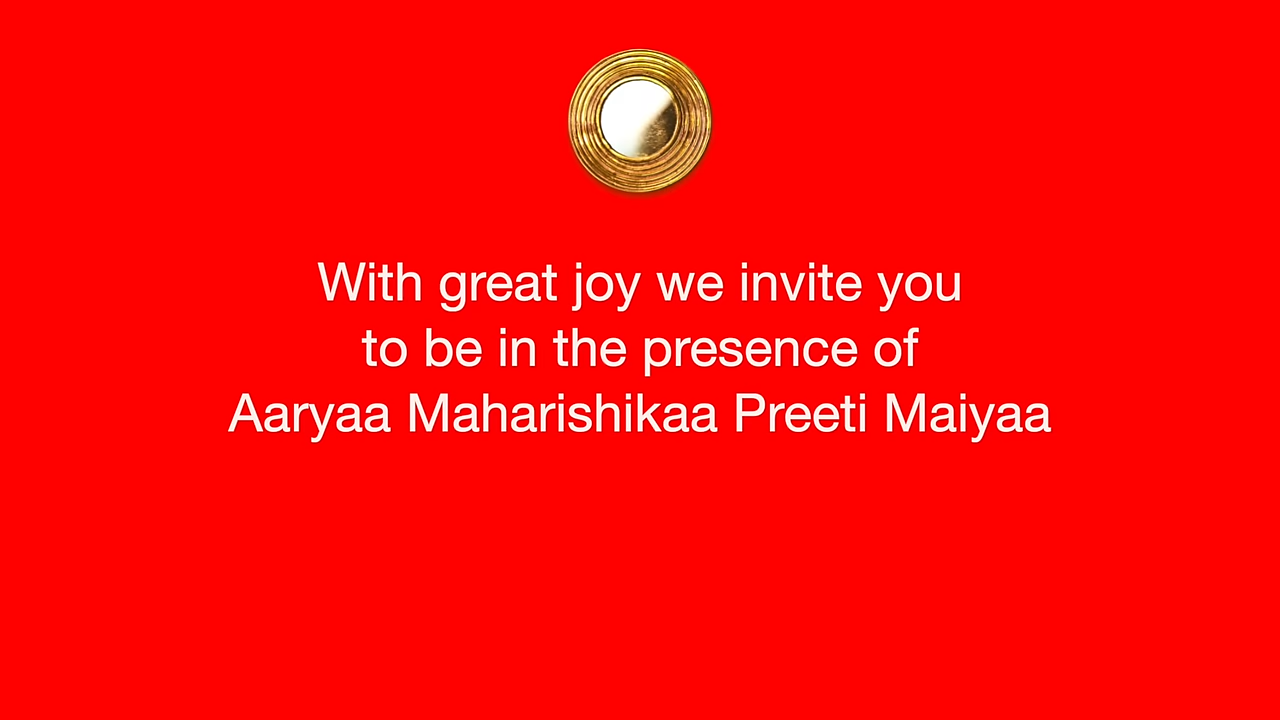 With great joy we invite you
to be in the presence of
Aaryaa Maharishikaa Preeti Maiyaa